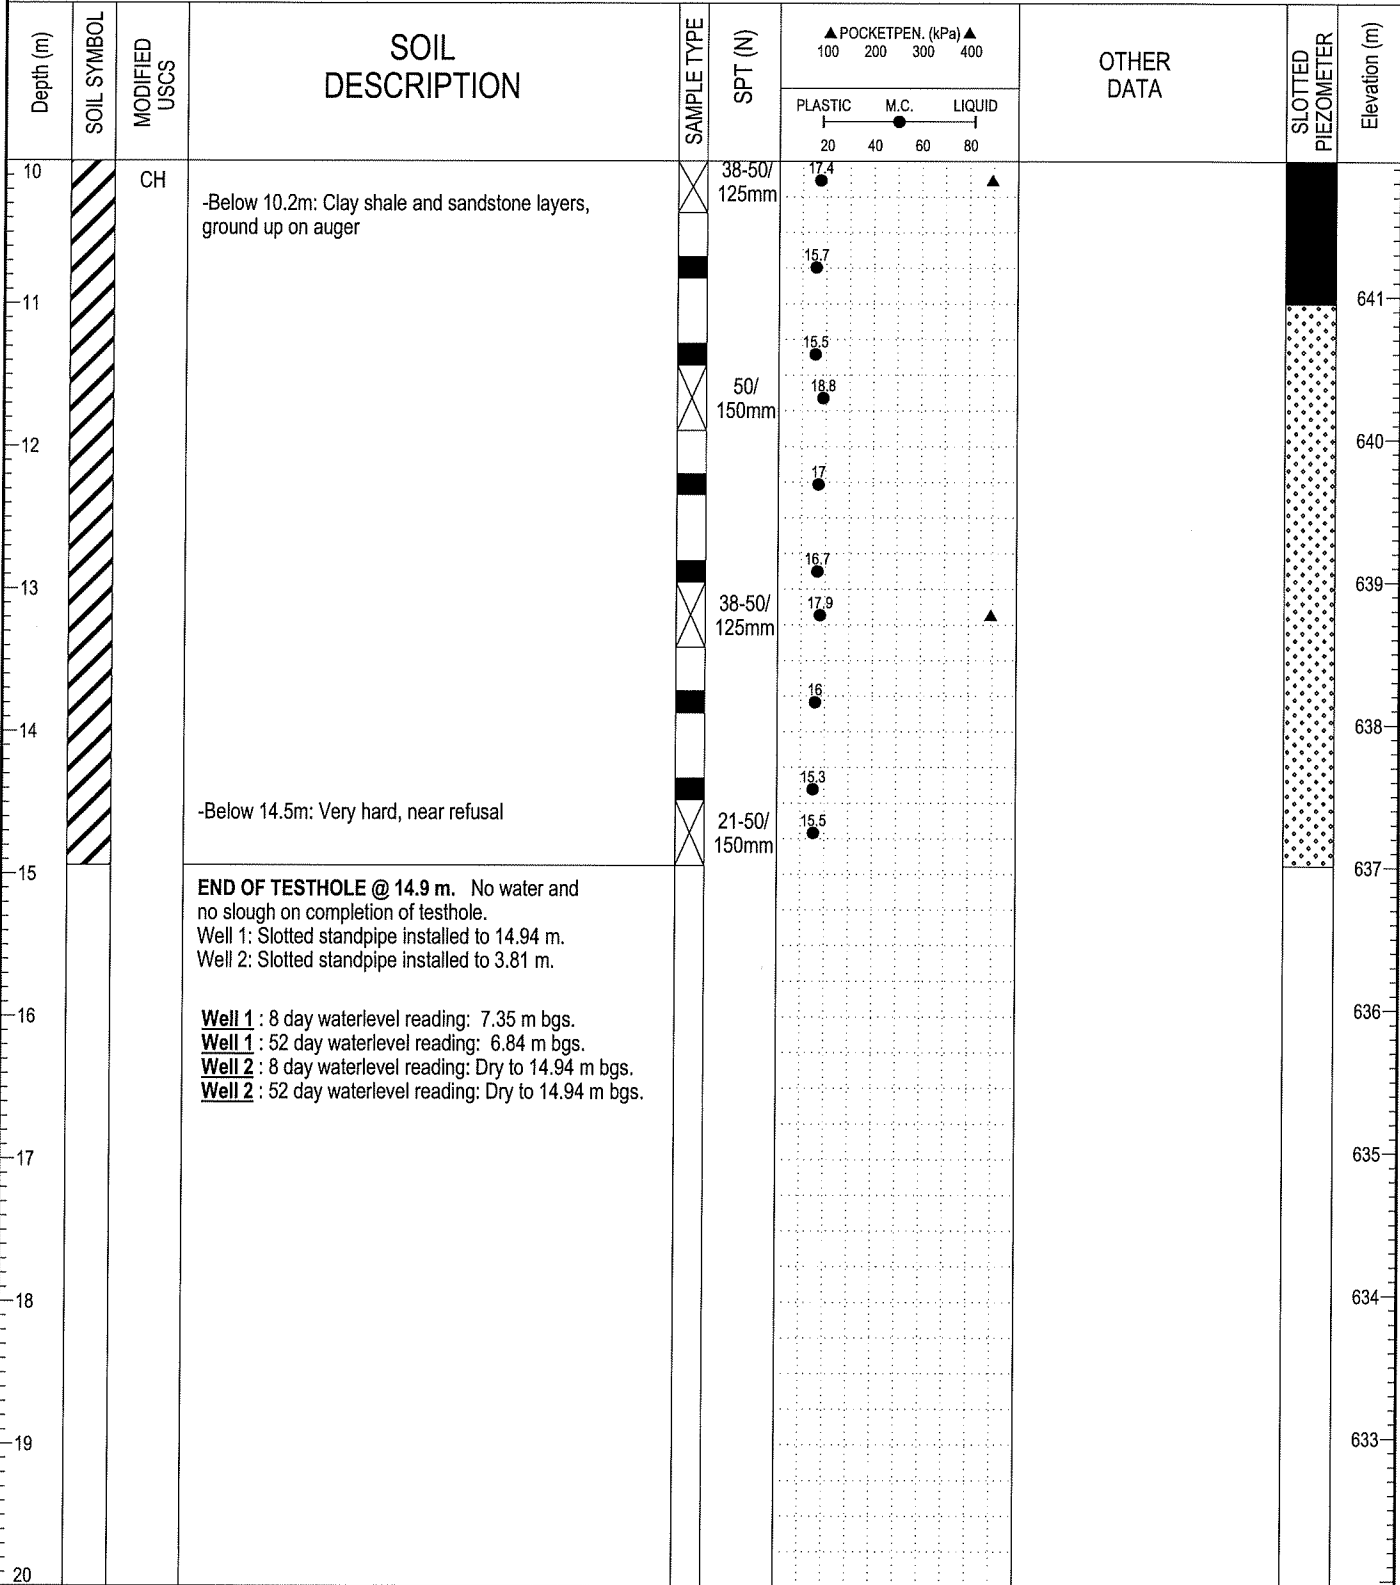 Depth (m)
SOIL SYMBOL
MODIFIED
USCS
SOIL
DESCRIPTION
SAMPLE TYPE
SPT (N)
▲ POCKETPEN. (kPa) ▲
100 200 300 400
PLASTIC M.C. LIQUID
20 40 60 80
OTHER
DATA
SLOTTED
PIEZOMETER
Elevation (m)
10
CH
-Below 10.2m: Clay shale and sandstone layers,
ground up on auger
38-50/
125mm
17.4
15.7
11
641
15.5
50/
150mm
18.8
12
640
17
16.7
13
639
38-50/
125mm
17.9
16
14
638
15.3
-Below 14.5m: Very hard, near refusal
21-50/
150mm
15.5
15
637
END OF TESTHOLE @ 14.9 m. No water and
no slough on completion of testhole.
Well 1: Slotted standpipe installed to 14.94 m.
Well 2: Slotted standpipe installed to 3.81 m.
16
636
Well 1 : 8 day waterlevel reading: 7.35 m bgs.
Well 1 : 52 day waterlevel reading: 6.84 m bgs.
Well 2 : 8 day waterlevel reading: Dry to 14.94 m bgs.
Well 2 : 52 day waterlevel reading: Dry to 14.94 m bgs.
17
635
18
634
19
633
20